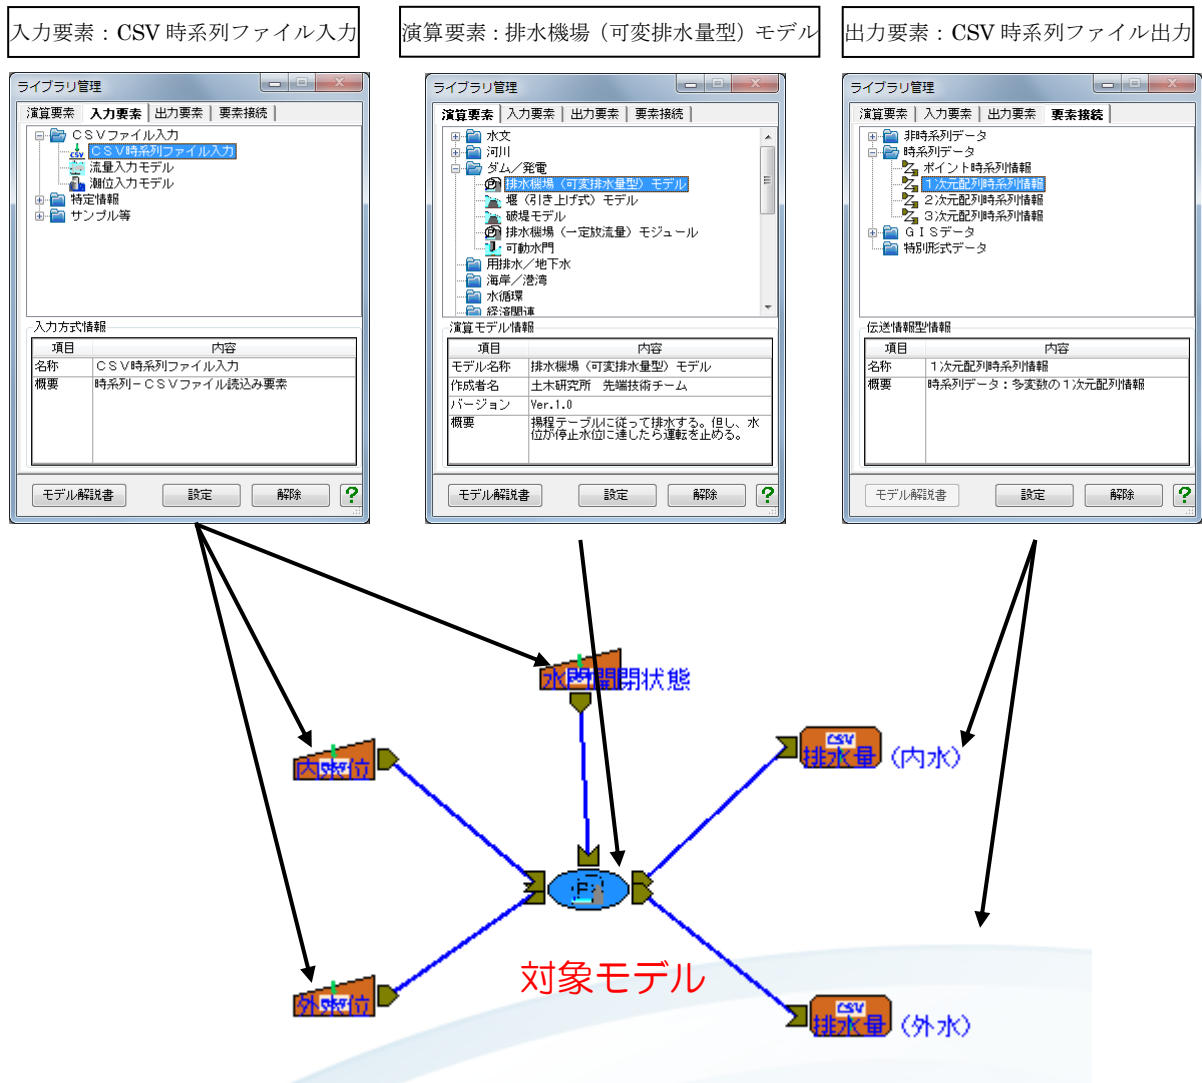 入力要素：CSV 時系列ファイル入力
演算要素：排水機場（可変排水量型）モデル
出力要素：CSV 時系列ファイル出力
ライブラリ管理
演算要素 入力要素 出力要素 要素接続
ＣＳＶファイル入力
ＣＳＶ時系列ファイル入力
流量入力モデル
潮位入力モデル
特定情報
サンプル等
入力方式情報
項目 内容
名称 ＣＳＶ時系列ファイル入力
概要 時系列－ＣＳＶファイル読込み要素
モデル解説書 設定 解除 ?
ライブラリ管理
演算要素 入力要素 出力要素 要素接続
水文
河川
ダム／発電
排水機場（可変排水量型）モデル
堰（引き上げ式）モデル
破堤モデル
排水機場（一定放流量）モジュール
可動水門
用排水／地下水
海岸／港湾
水循環
経済関連
演算モデル情報
項目 内容
モデル名称 排水機場（可変排水量型）モデル
作成者名 土木研究所　先端技術チーム
バージョン Ver.1.0
概要 揚程テーブルに従って排水する。但し、水
位が停止水位に達したら運転を止める。
モデル解説書 設定 解除 ?
ライブラリ管理
演算要素 入力要素 出力要素 要素接続
非時系列データ
時系列データ
ポイント時系列情報
１次元配列時系列情報
２次元配列時系列情報
３次元配列時系列情報
ＧＩＳデータ
特別形式データ
伝送情報型情報
項目 内容
名称 １次元配列時系列情報
概要 時系列データ：多変数の１次元配列情報
モデル解説書 設定 解除 ?
水門開閉状態
内水位
CSV
排水量（内水）
対象モデル
外水位
CSV
排水量（外水）